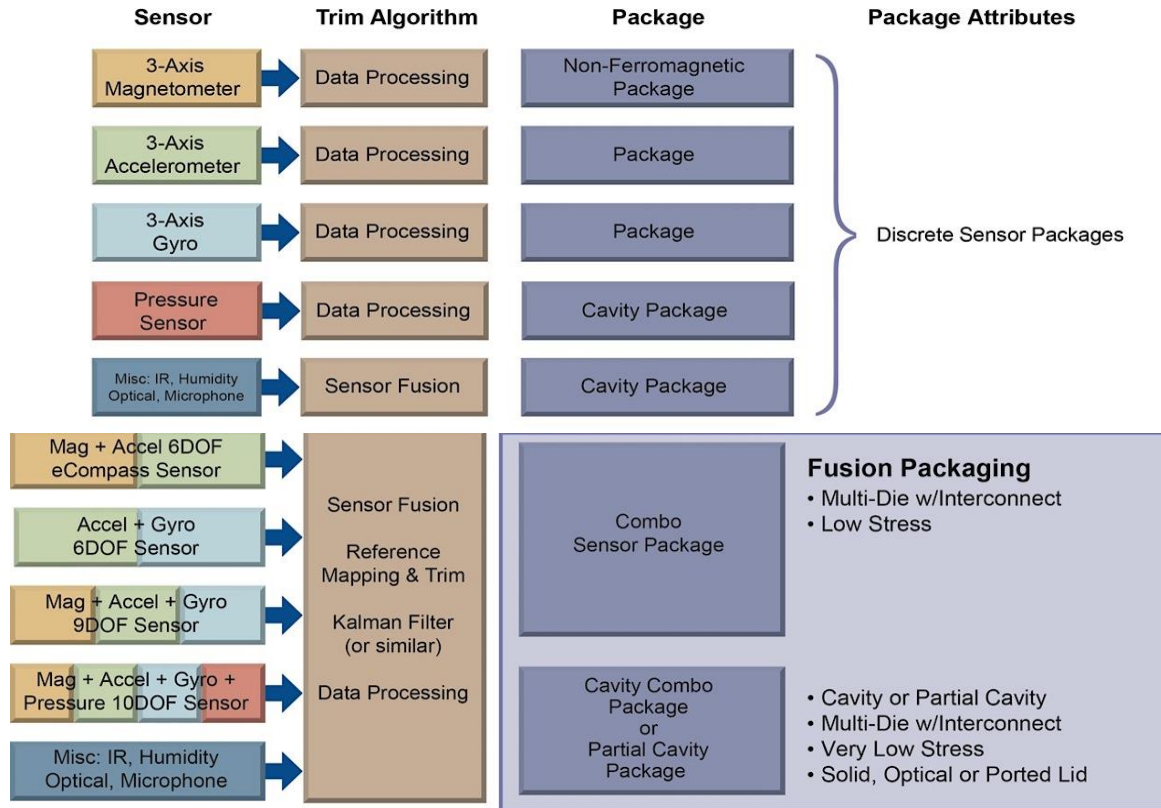 Sensor
Trim Algorithm
Package
Package Attributes
3-Axis
Magnetometer
Data Processing
Non-Ferromagnetic
Package
3-Axis
Accelerometer
Data Processing
Package
3-Axis
Gyro
Data Processing
Package
Discrete Sensor Packages
Pressure
Sensor
Data Processing
Cavity Package
Misc: IR, Humidity
Optical, Microphone
Sensor Fusion
Cavity Package
Mag + Accel 6DOF
eCompass Sensor
Accel + Gyro
6DOF Sensor
Mag + Accel + Gyro
9DOF Sensor
Mag + Accel + Gyro +
Pressure 10DOF Sensor
Misc: IR, Humidity
Optical, Microphone
Sensor Fusion
Reference
Mapping & Trim
Kalman Filter
(or similar)
Data Processing
Combo
Sensor Package
Fusion Packaging
• Multi-Die w/Interconnect
• Low Stress
Cavity Combo
Package
or
Partial Cavity
Package
• Cavity or Partial Cavity
• Multi-Die w/Interconnect
• Very Low Stress
• Solid, Optical or Ported Lid